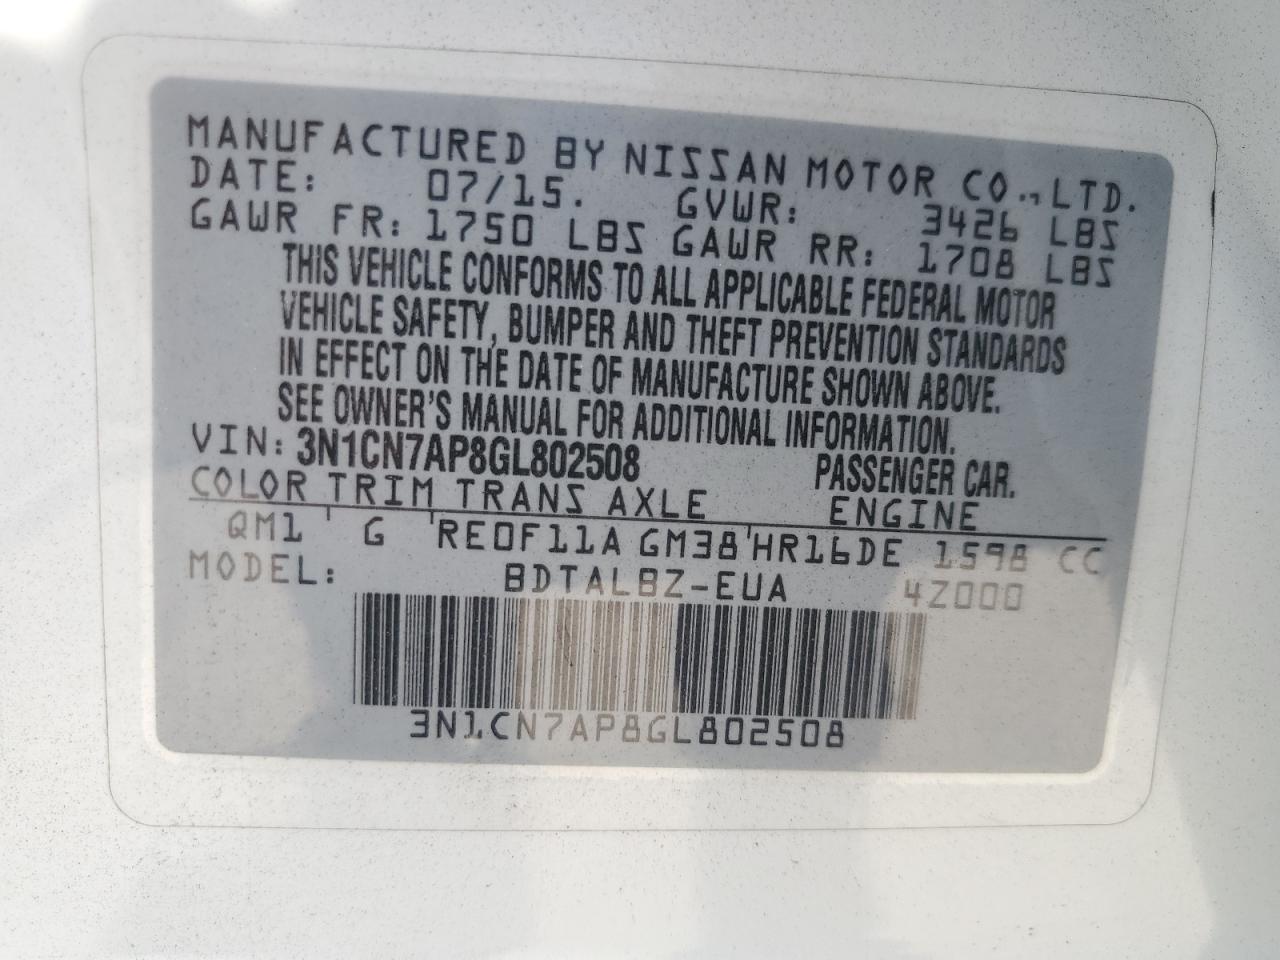 MANUFACTURED BY NISSAN MOTOR CO., LTD.
DATE: 07/15. GVWR: 3426 LBS
GAWR FR: 1750 LBS GAWR RR: 1708 LBS
THIS VEHICLE CONFORMS TO ALL APPLICABLE FEDERAL MOTOR
VEHICLE SAFETY, BUMPER AND THEFT PREVENTION STANDARDS
IN EFFECT ON THE DATE OF MANUFACTURE SHOWN ABOVE.
SEE OWNER'S MANUAL FOR ADDITIONAL INFORMATION.
VIN: 3N1CN7AP8GL802508 PASSENGER CAR.
COLOR TRIM TRANS AXLE ENGINE
QM1 G RE0F11A GM38 HR16DE 1598 CC
MODEL: BDTALBZ-EUA 4Z000
3N1CN7AP8GL802508